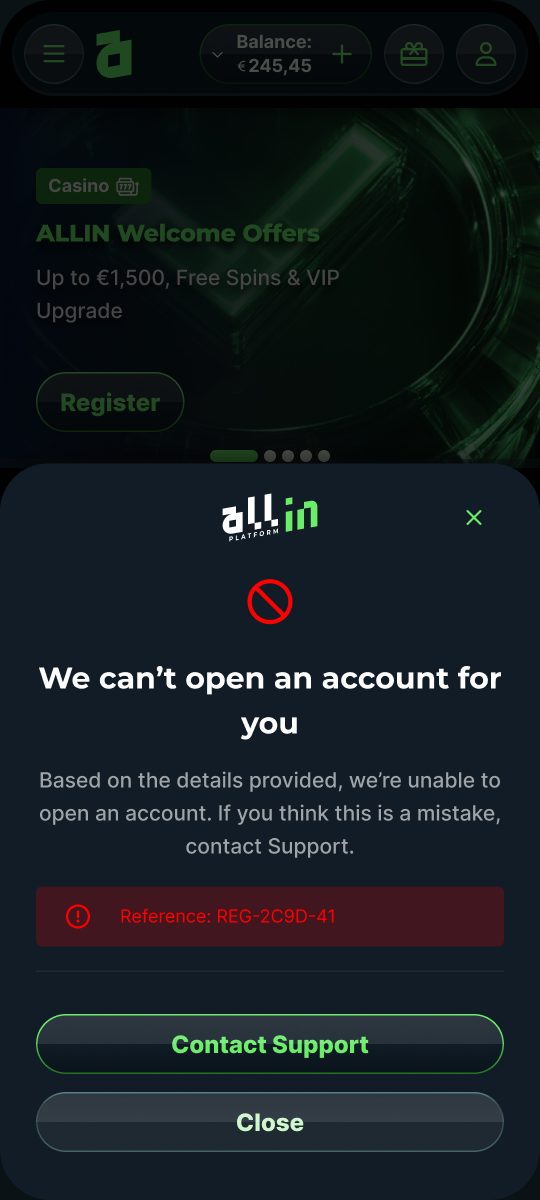 Balance:
€245,45
Casino
ALLIN Welcome Offers
Up to €1,500, Free Spins & VIP
Upgrade
Register
all in
PLATFORM
We can’t open an account for
you
Based on the details provided, we’re unable to
open an account. If you think this is a mistake,
contact Support.
Reference: REG-2C9D-41
Contact Support
Close